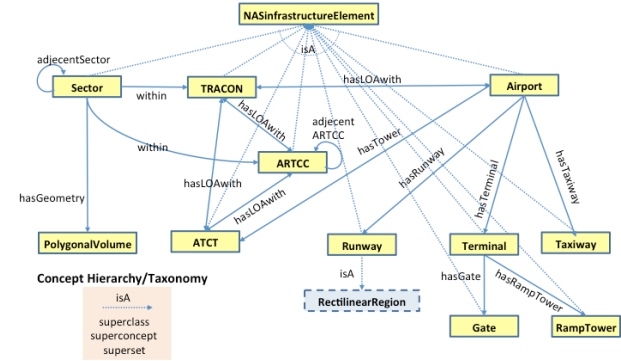 NASinfrastructureElement
adjecentSector
isA
Sector
TRACON
hasLOAwith
Airport
within
hasLOAwith
adjecent
ARTCC
hasTower
within
ARTCC
hasRunway
hasTerminal
hasTaxiway
hasLOAwith
hasGeometry
hasLOAwith
PolygonalVolume
ATCT
Runway
Terminal
Taxiway
Concept Hierarchy/Taxonomy
isA
hasGate
hasRampTower
isA
RectilinearRegion
superclass
superconcept
superset
Gate
RampTower